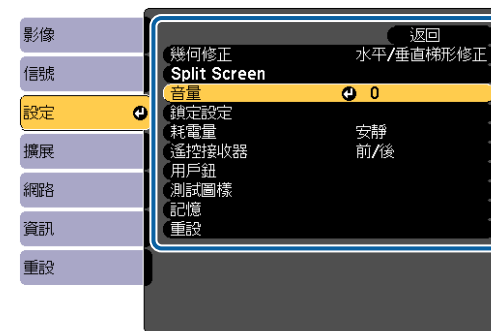 影像
信號
設定
擴展
網路
資訊
重設
返回
幾何修正 水平/垂直梯形修正
Split Screen
音量 0
鎖定設定
耗電量 安靜
遙控接收器 前/後
用戶鈕
測試圖樣
記憶
重設